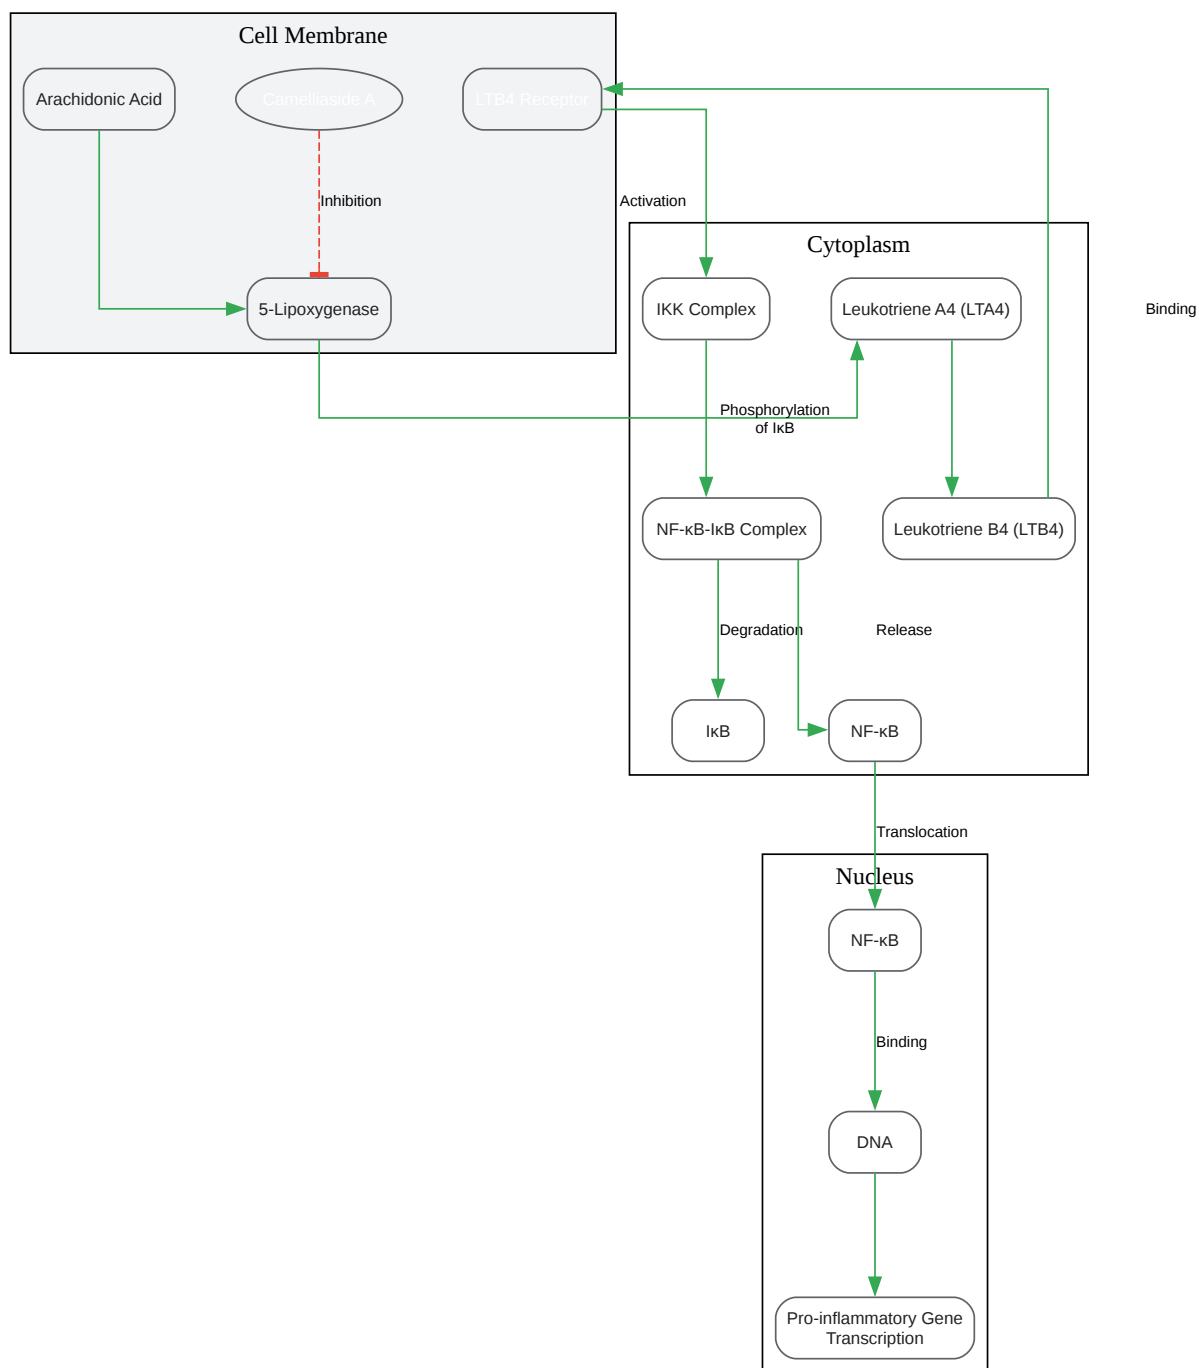 Cell Membrane
Arachidonic Acid
Camelliaside A
LTB4 Receptor
Inhibition
Activation
5-Lipoxygenase
Cytoplasm
IKK Complex
Leukotriene A4 (LTA4)
Binding
Phosphorylation
of IκB
NF-κB-IκB Complex
Leukotriene B4 (LTB4)
Degradation
Release
IκB
NF-κB
Translocation
Nucleus
NF-κB
Binding
DNA
Pro-inflammatory Gene
Transcription